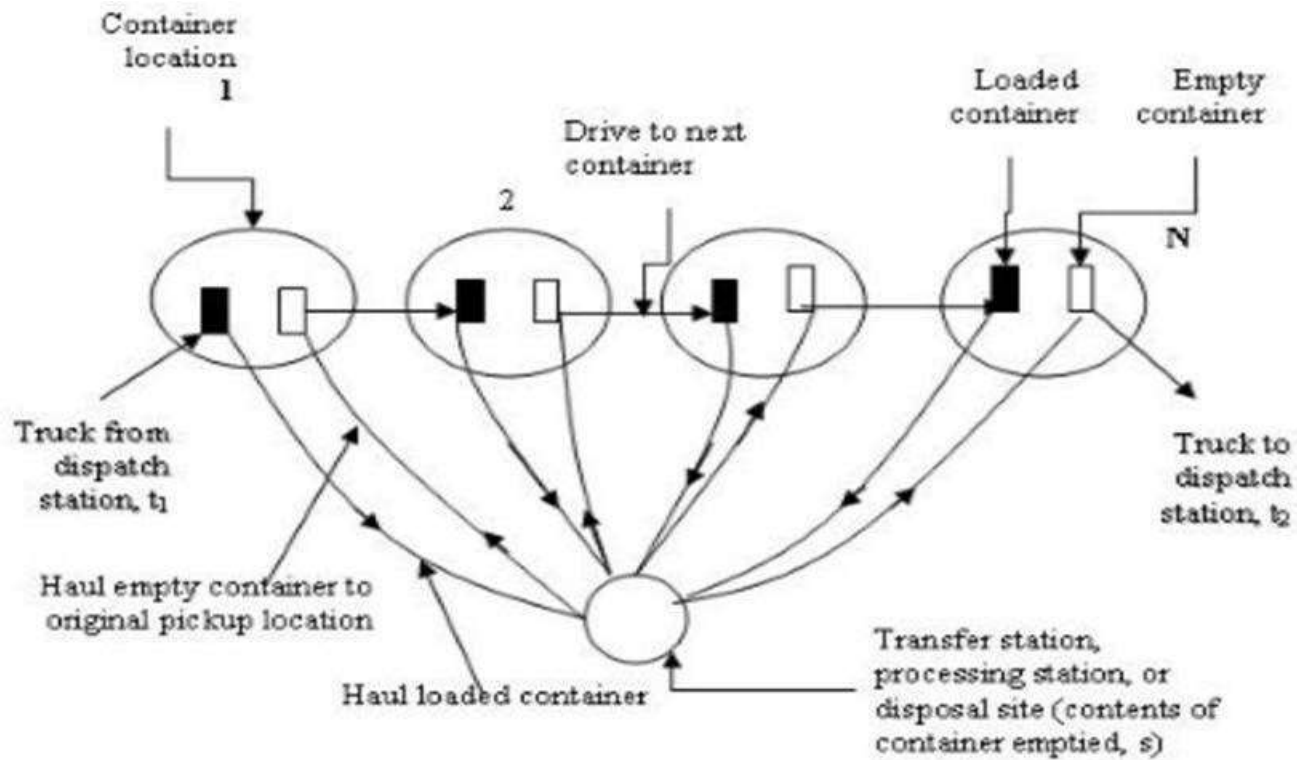 Container
location
1
Loaded
container
Empty
container
Drive to next
container
2
N
Truck from
dispatch
station, t1
Truck to
dispatch
station, t2
Haul empty container to
original pickup location
Haul loaded container
Transfer station,
processing station, or
disposal site (contents of
container emptied, s)